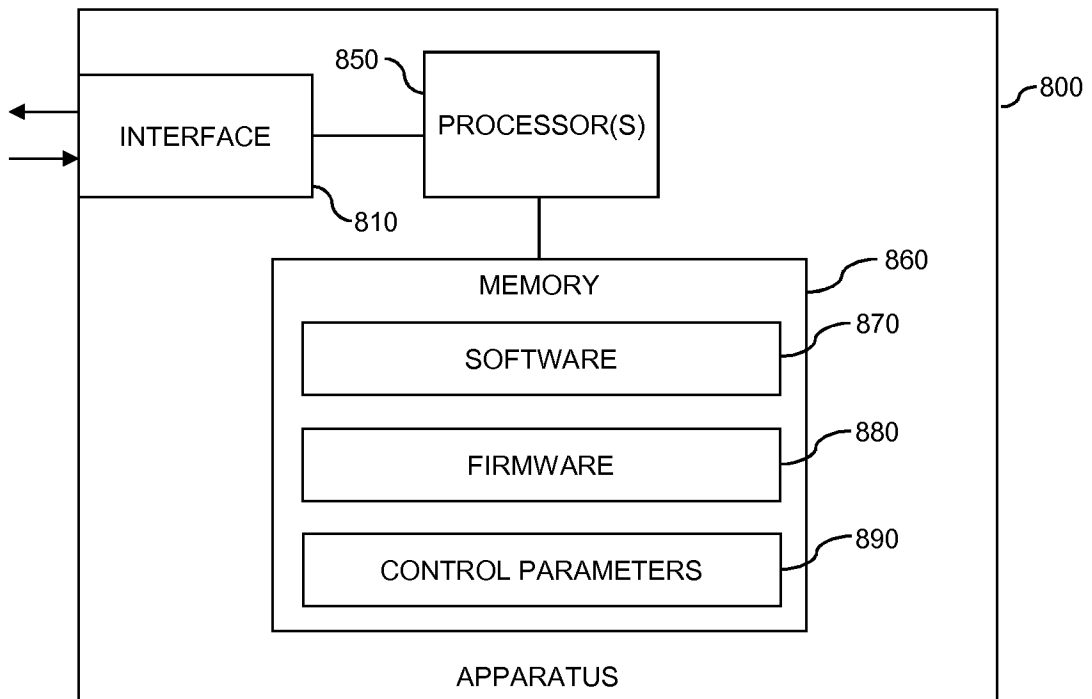 850
800
PROCESSOR(S)
INTERFACE
810
860
MEMORY
870
SOFTWARE
880
FIRMWARE
890
CONTROL PARAMETERS
APPARATUS